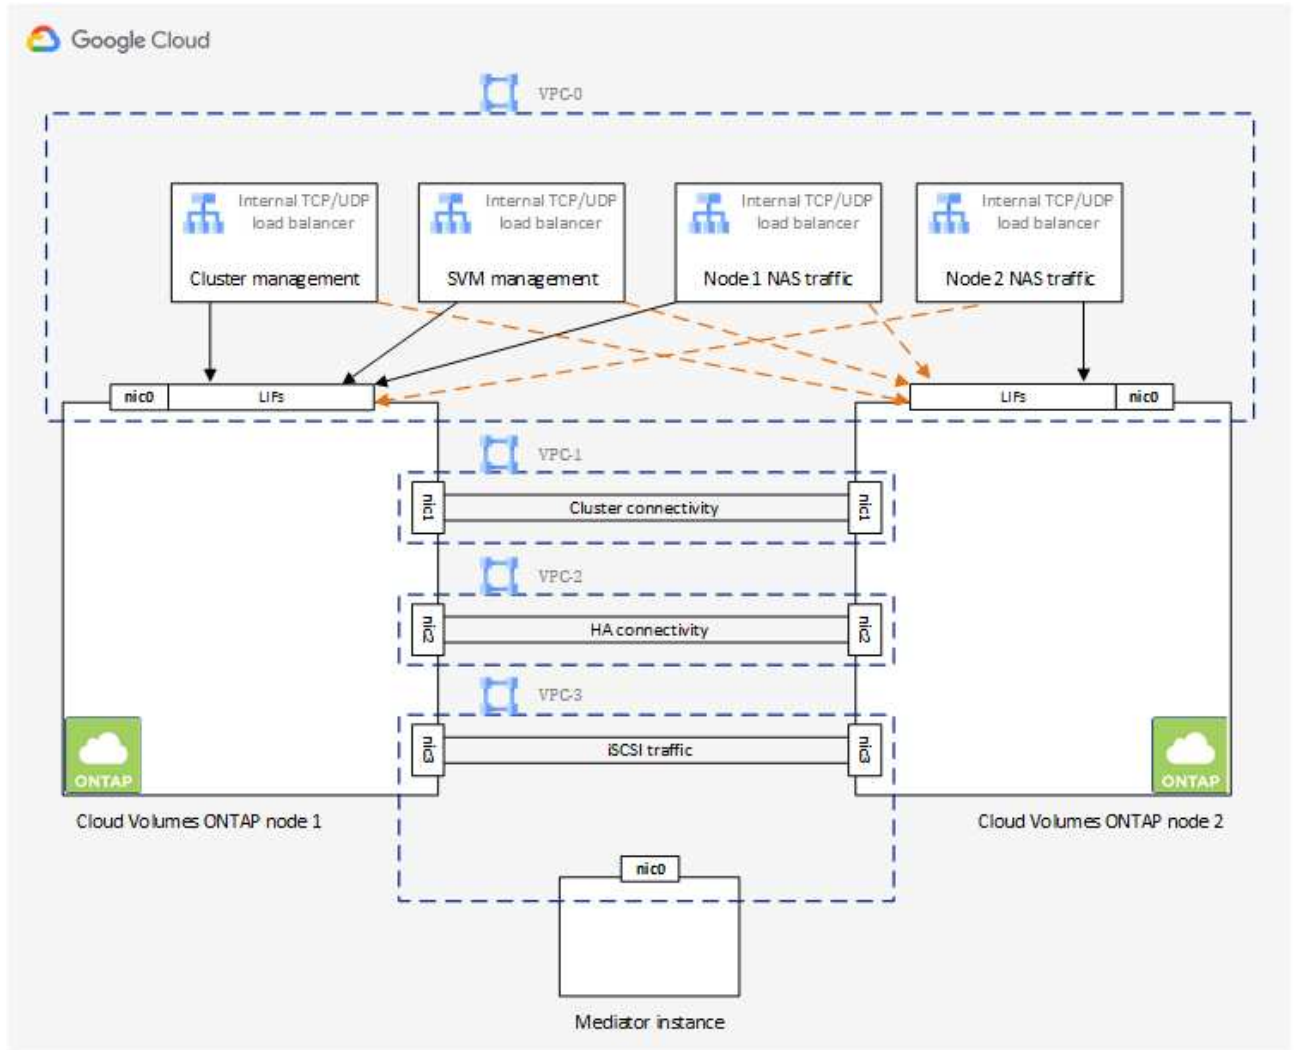 Google Cloud
VPC-0
Internal TCP/UDP
load balancer
Cluster management
Internal TCP/UDP
load balancer
SVM management
Internal TCP/UDP
load balancer
Node 1 NAS traffic
Internal TCP/UDP
load balancer
Node 2 NAS traffic
nic0
LIFs
LIFs
nic0
VPC-1
nic1
Cluster connectivity
nic1
VPC-2
nic2
HA connectivity
nic2
VPC-3
nic3
iSCSI traffic
nic3
ONTAP
ONTAP
Cloud Volumes ONTAP node 1
Cloud Volumes ONTAP node 2
nic0
Mediator instance